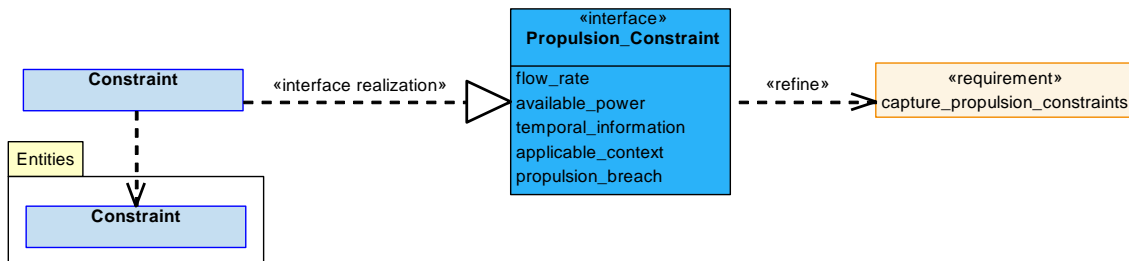 «interface»
Propulsion_Constraint
Constraint
«interface realization»
flow_rate
available_power
temporal_information
applicable_context
propulsion_breach
«refine»
«requirement»
capture_propulsion_constraints
Entities
Constraint